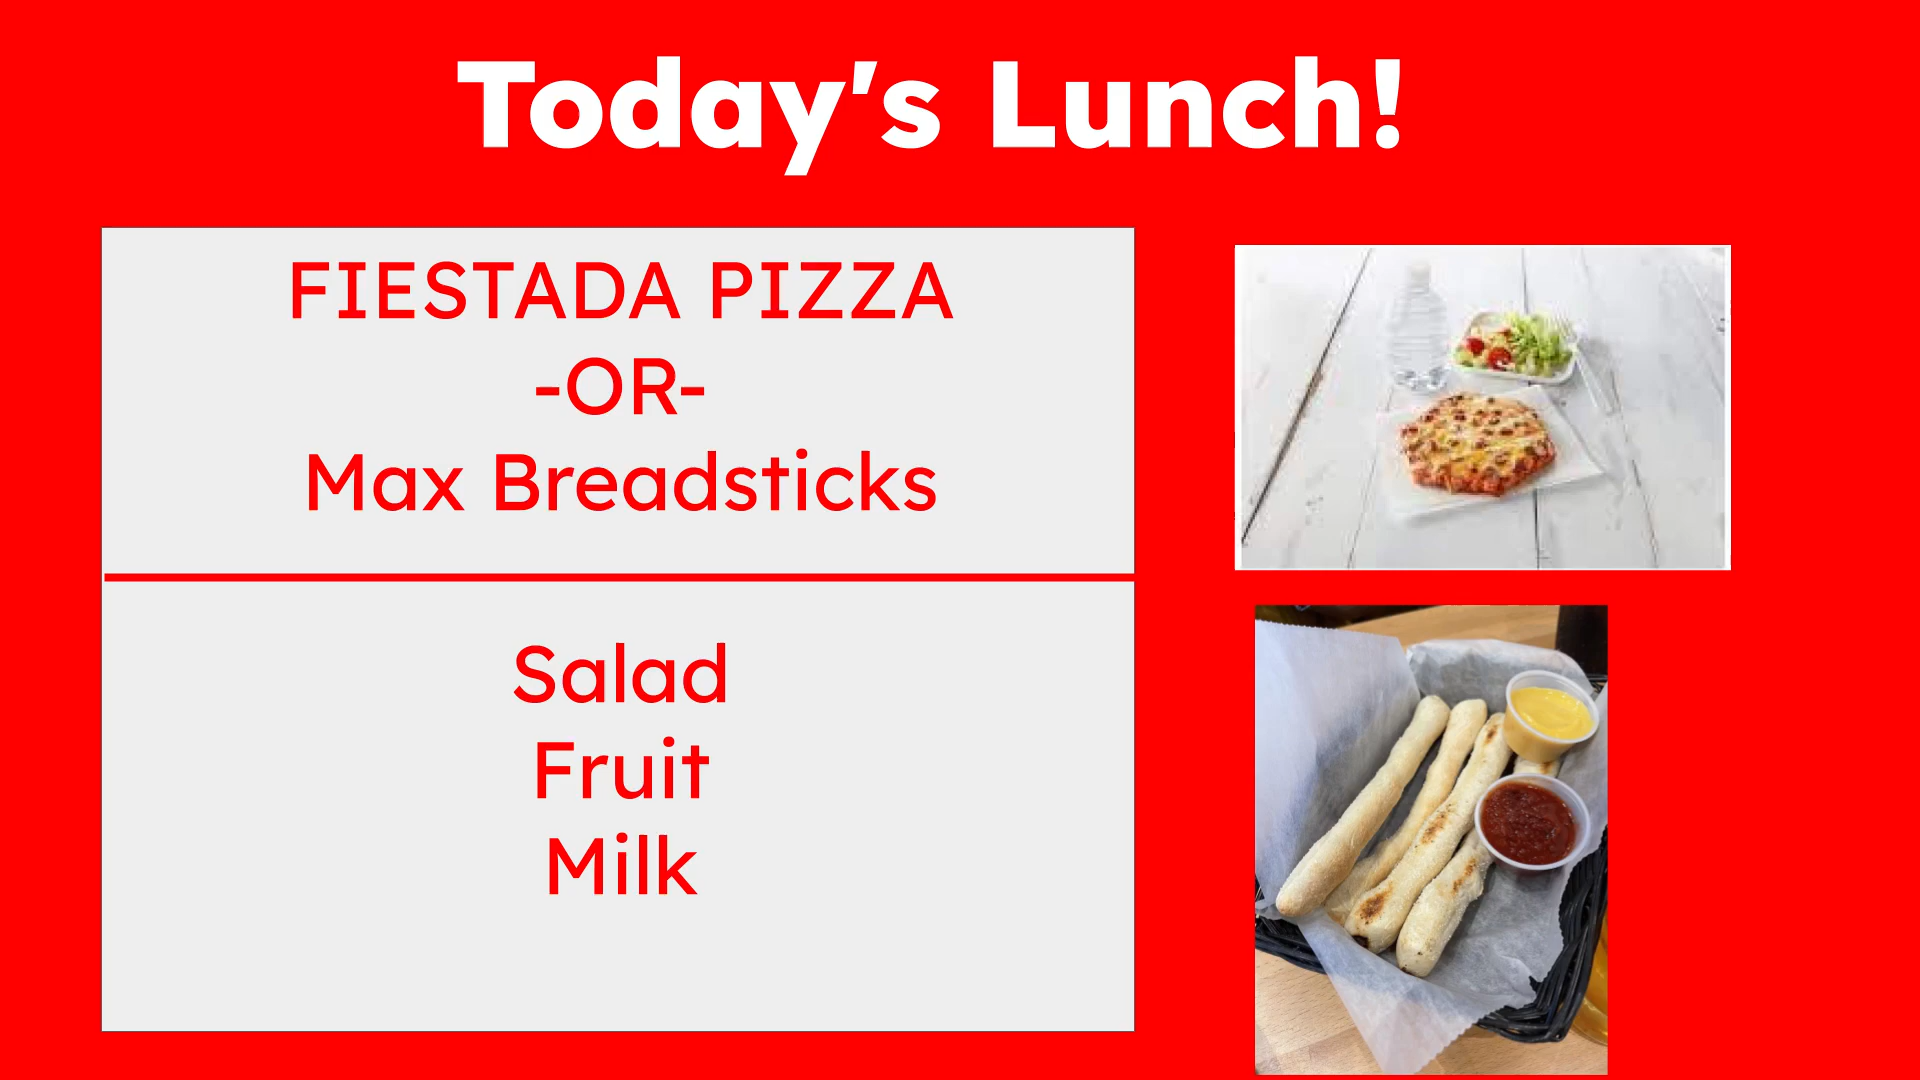 Today's Lunch!
FIESTADA PIZZA
-OR-
Max Breadsticks
Salad
Fruit
Milk